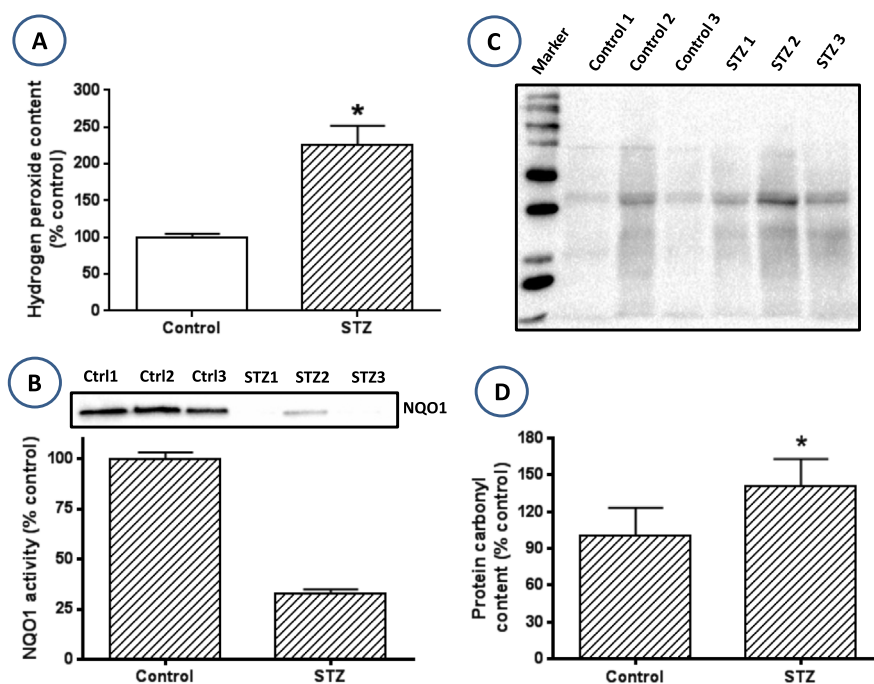 A
Hydrogen peroxide content
(% control)
300
250
200
150
100
50
0
*
Control
STZ
B
Ctrl1 Ctrl2 Ctrl3 STZ1 STZ2 STZ3
NQO1
NQO1 activity (% control)
100
75
50
25
0
Control
STZ
C
Marker
Control 1
Control 2
Control 3
STZ 1
STZ 2
STZ 3
D
Protein carbonyl
content (% control)
180
150
120
90
60
30
0
*
Control
STZ